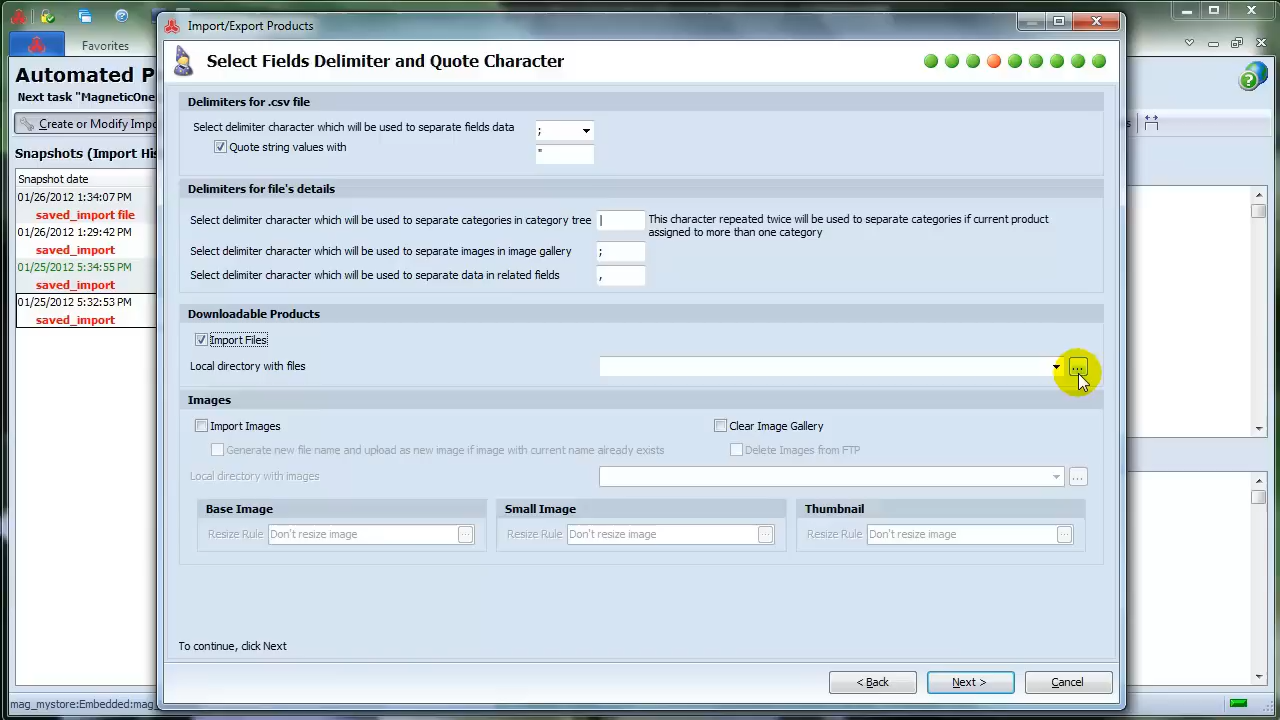 Import/Export Products
Favorites
Automated P
Next task "MagneticOne
Create or Modify Impo
Snapshots (Import His
Snapshot date
01/26/2012 1:34:07 PM
saved_import file
01/26/2012 1:29:42 PM
saved_import
01/25/2012 5:34:55 PM
saved_import
01/25/2012 5:32:53 PM
saved_import
Select Fields Delimiter and Quote Character
Delimiters for .csv file
Select delimiter character which will be used to separate fields data ;
Quote string values with "
Delimiters for file's details
Select delimiter character which will be used to separate categories in category tree | This character repeated twice will be used to separate categories if current product
assigned to more than one category
Select delimiter character which will be used to separate images in image gallery ;
Select delimiter character which will be used to separate data in related fields ,
Downloadable Products
Import Files
Local directory with files ...
Images
Import Images Clear Image Gallery
Generate new file name and upload as new image if image with current name already exists Delete Images from FTP
Local directory with images ...
Base Image Small Image Thumbnail
Resize Rule Don't resize image ... Resize Rule Don't resize image ... Resize Rule Don't resize image ...
To continue, click Next
< Back Next > Cancel
mag_mystore:Embedded:mag_